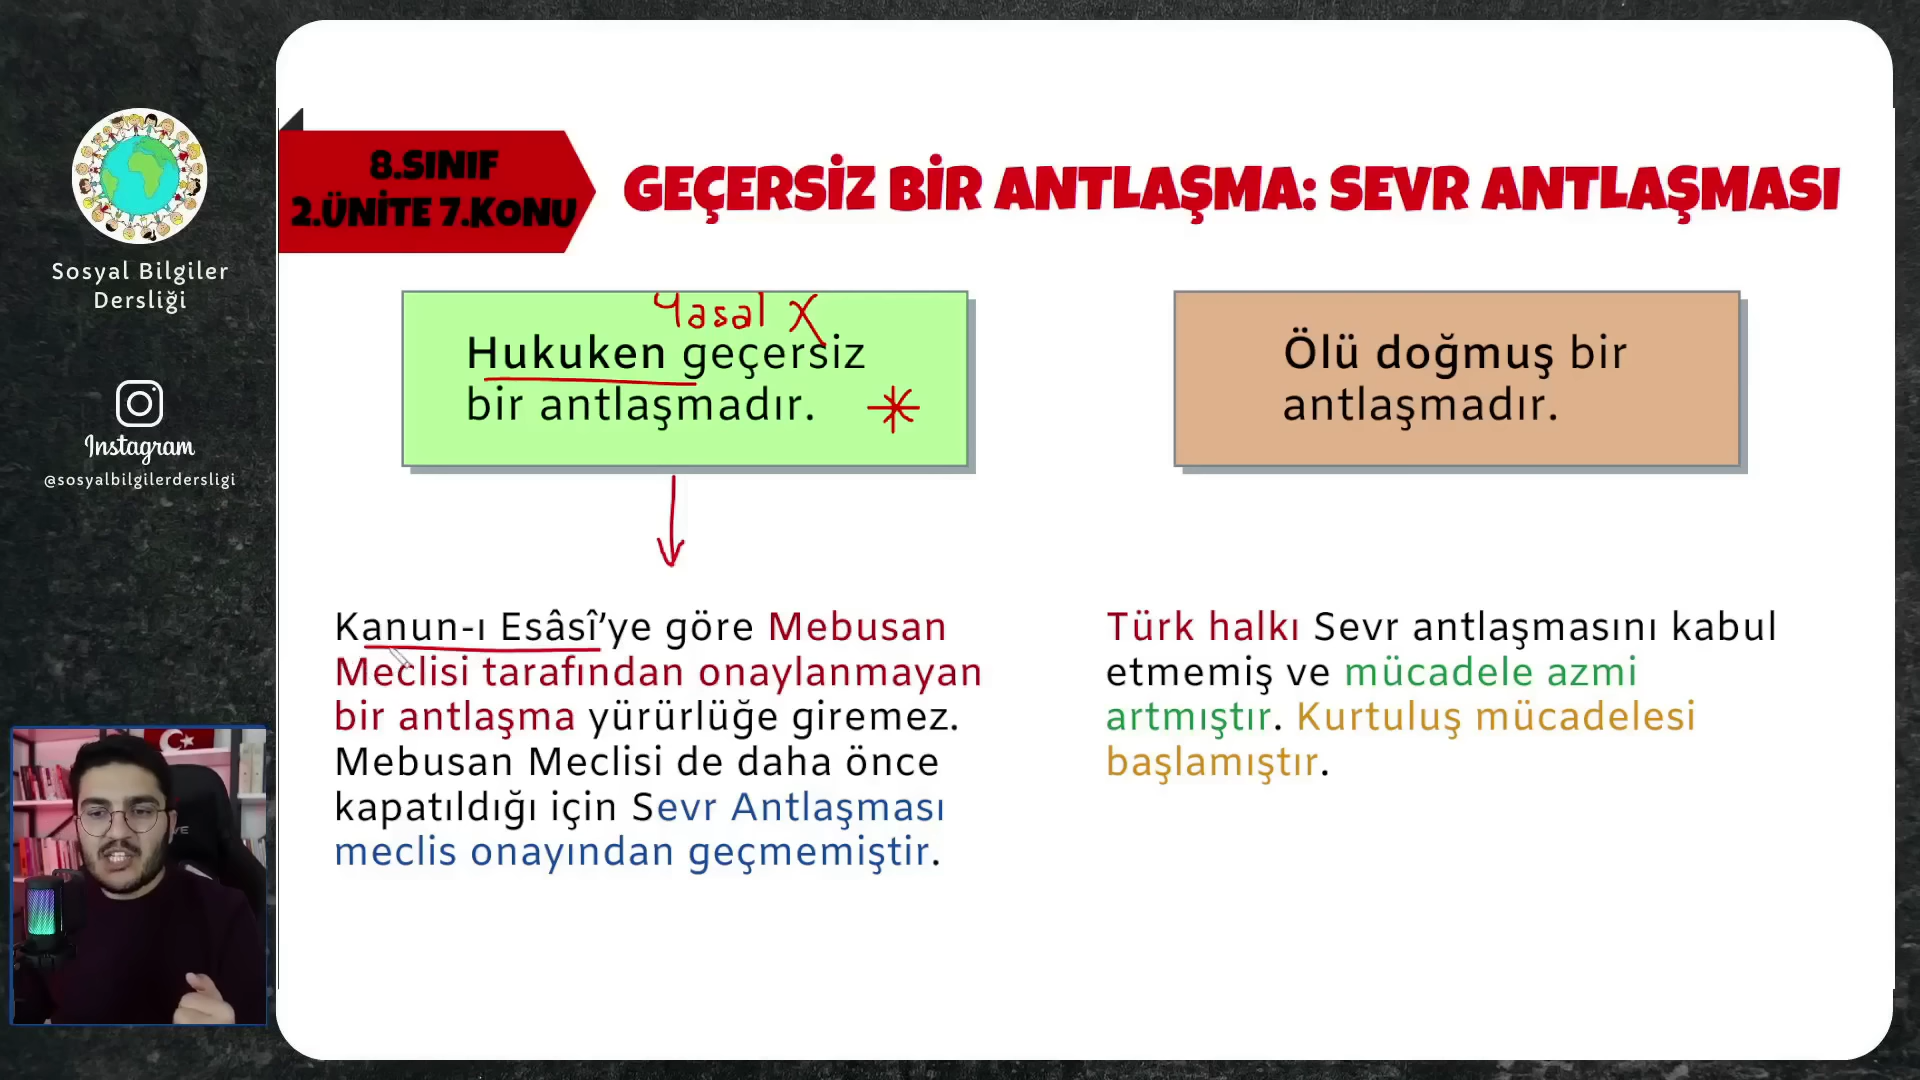 Sosyal Bilgiler
Dersliği
Instagram
@sosyalbilgilerdersligi
8.SINIF
2.ÜNİTE 7.KONU
GEÇERSİZ BİR ANTLAŞMA: SEVR ANTLAŞMASI
Yasal X
Hukuken geçersiz
bir antlaşmadır. *
Kanun-ı Esâsî’ye göre Mebusan
Meclisi tarafından onaylanmayan
bir antlaşma yürürlüğe giremez.
Mebusan Meclisi de daha önce
kapatıldığı için Sevr Antlaşması
meclis onayından geçmemiştir.
Ölü doğmuş bir
antlaşmadır.
Türk halkı Sevr antlaşmasını kabul
etmemiş ve mücadele azmi
artmıştır. Kurtuluş mücadelesi
başlamıştır.